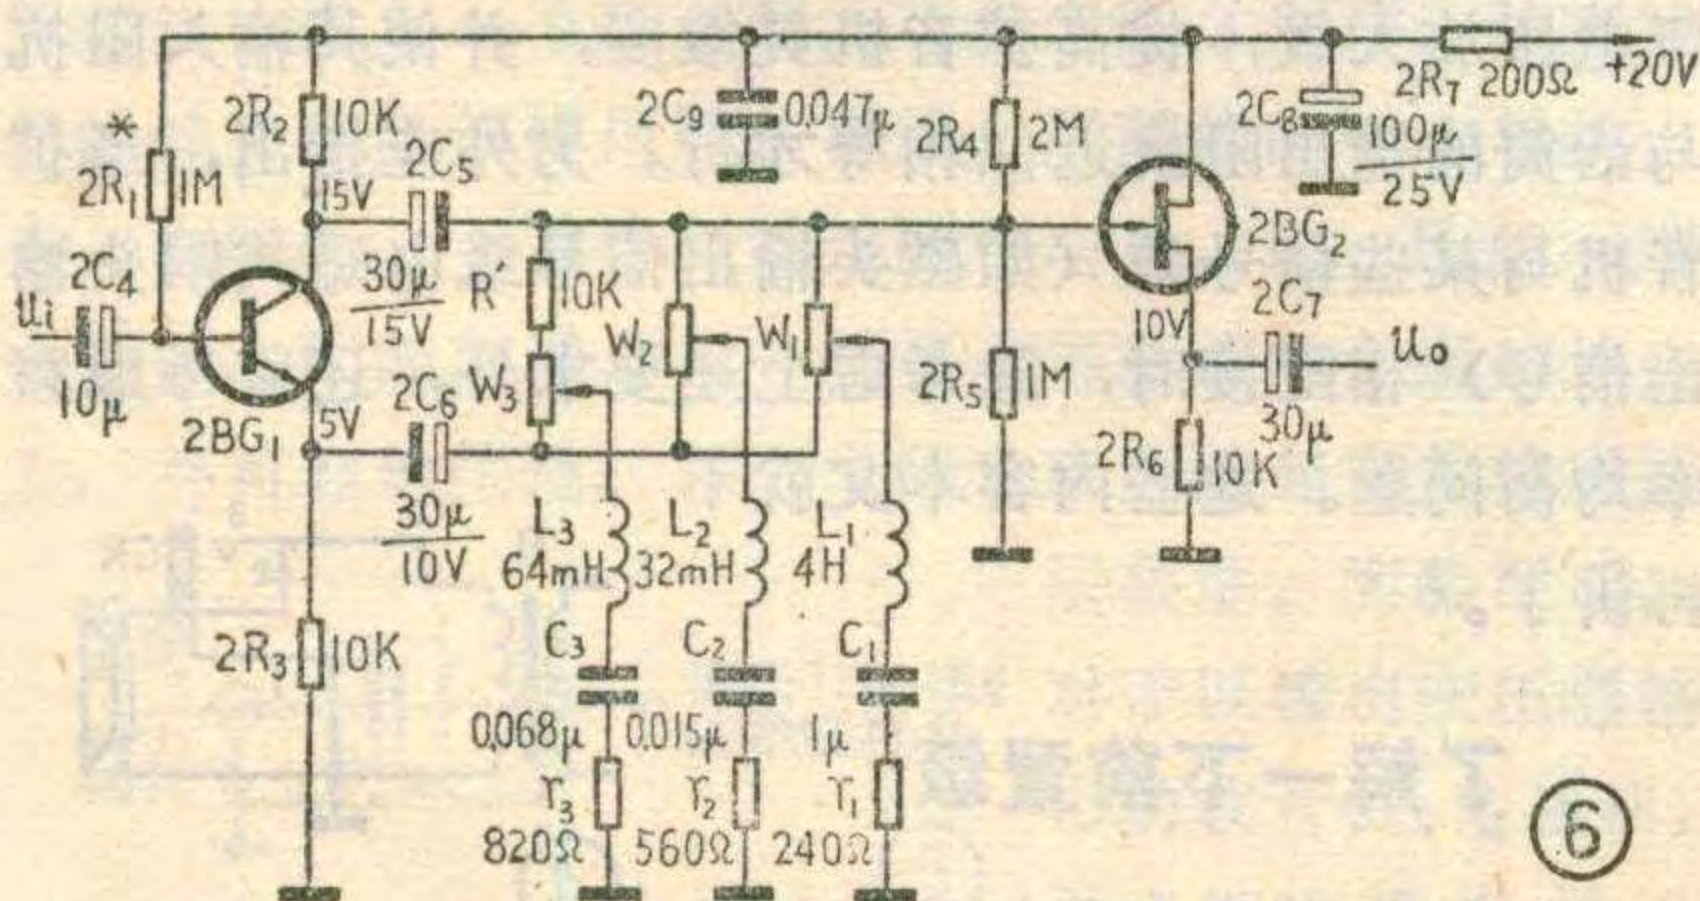 2R₇ 200Ω +20V
2R₂ 10K 2C₉ 0.047μ 2R₄ 2M 2C₈ 100μ/25V
* 2R₁ 1M
15V 2C₅ 30μ/15V
2BG₂
2C₄ 10μ
uᵢ
2BG₁
R′ 10K W₃ W₂ W₁
10V 2C₇ 30μ
u₀
2R₅ 1M
5V 2C₆ 30μ/10V
2R₆ 10K
L₃ 64mH L₂ 32mH L₁ 4H
2R₃ 10K
C₃ C₂ C₁
0.068μ 0.015μ 1μ
r₃ r₂ r₁
820Ω 560Ω 240Ω
⑥